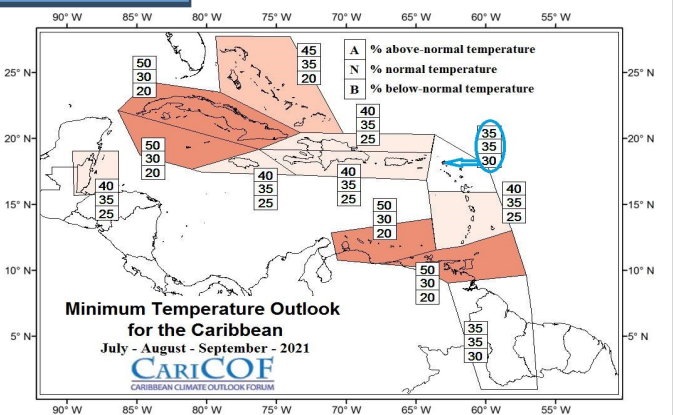 90° W 85° W 80° W 75° W 70° W 65° W 60° W 55° W
A % above-normal temperature
N % normal temperature
B % below-normal temperature
45
35
20
50
30
20
25° N
25° N
40
35
25
35
35
30
20° N
20° N
50
30
20
40
35
25
40
35
25
40
35
25
40
35
25
15° N
15° N
50
30
20
50
30
20
10° N
10° N
Minimum Temperature Outlook
for the Caribbean
July - August - September - 2021
CARICOF
CARIBBEAN CLIMATE OUTLOOK FORUM
35
35
30
5° N
5° N
90° W 85° W 80° W 75° W 70° W 65° W 60° W 55° W